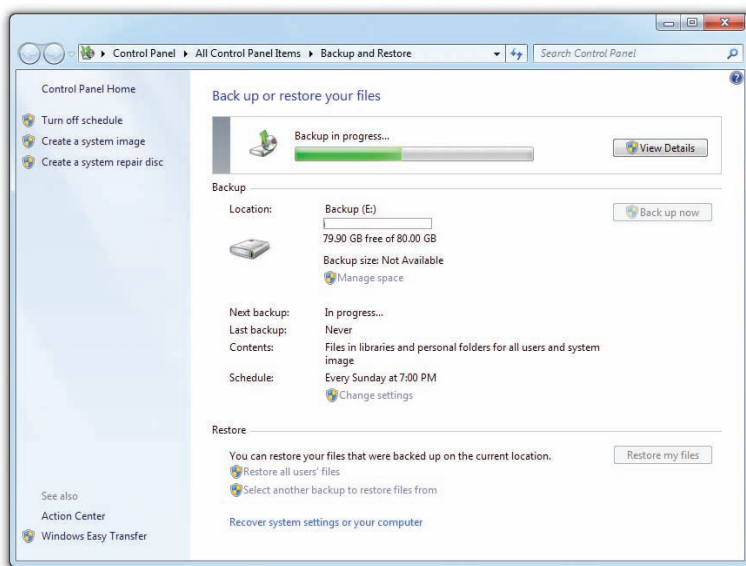 Control Panel ▸ All Control Panel Items ▸ Backup and Restore
Search Control Panel
Control Panel Home
Turn off schedule
Create a system image
Create a system repair disc
Back up or restore your files
Backup in progress...
View Details
Backup
Location:
Backup (E:)
Back up now
79.90 GB free of 80.00 GB
Backup size: Not Available
Manage space
Next backup: In progress...
Last backup: Never
Contents: Files in libraries and personal folders for all users and system
image
Schedule: Every Sunday at 7:00 PM
Change settings
Restore
You can restore your files that were backed up on the current location.
Restore my files
Restore all users' files
Select another backup to restore files from
Recover system settings or your computer
See also
Action Center
Windows Easy Transfer